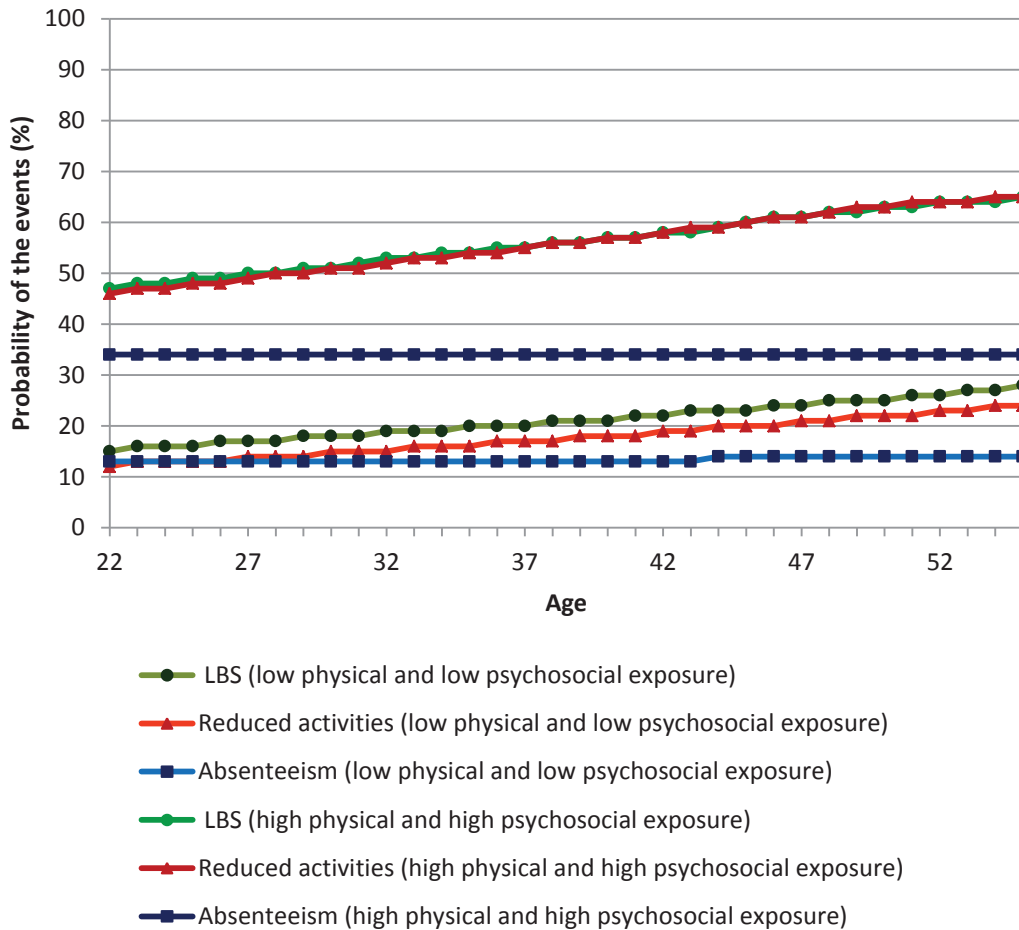 100
90
80
70
60
50
40
30
20
10
0
Probability of the events (%)
22 27 32 37 42 47 52
Age
LBS (low physical and low psychosocial exposure)
Reduced activities (low physical and low psychosocial exposure)
Absenteeism (low physical and low psychosocial exposure)
LBS (high physical and high psychosocial exposure)
Reduced activities (high physical and high psychosocial exposure)
Absenteeism (high physical and high psychosocial exposure)